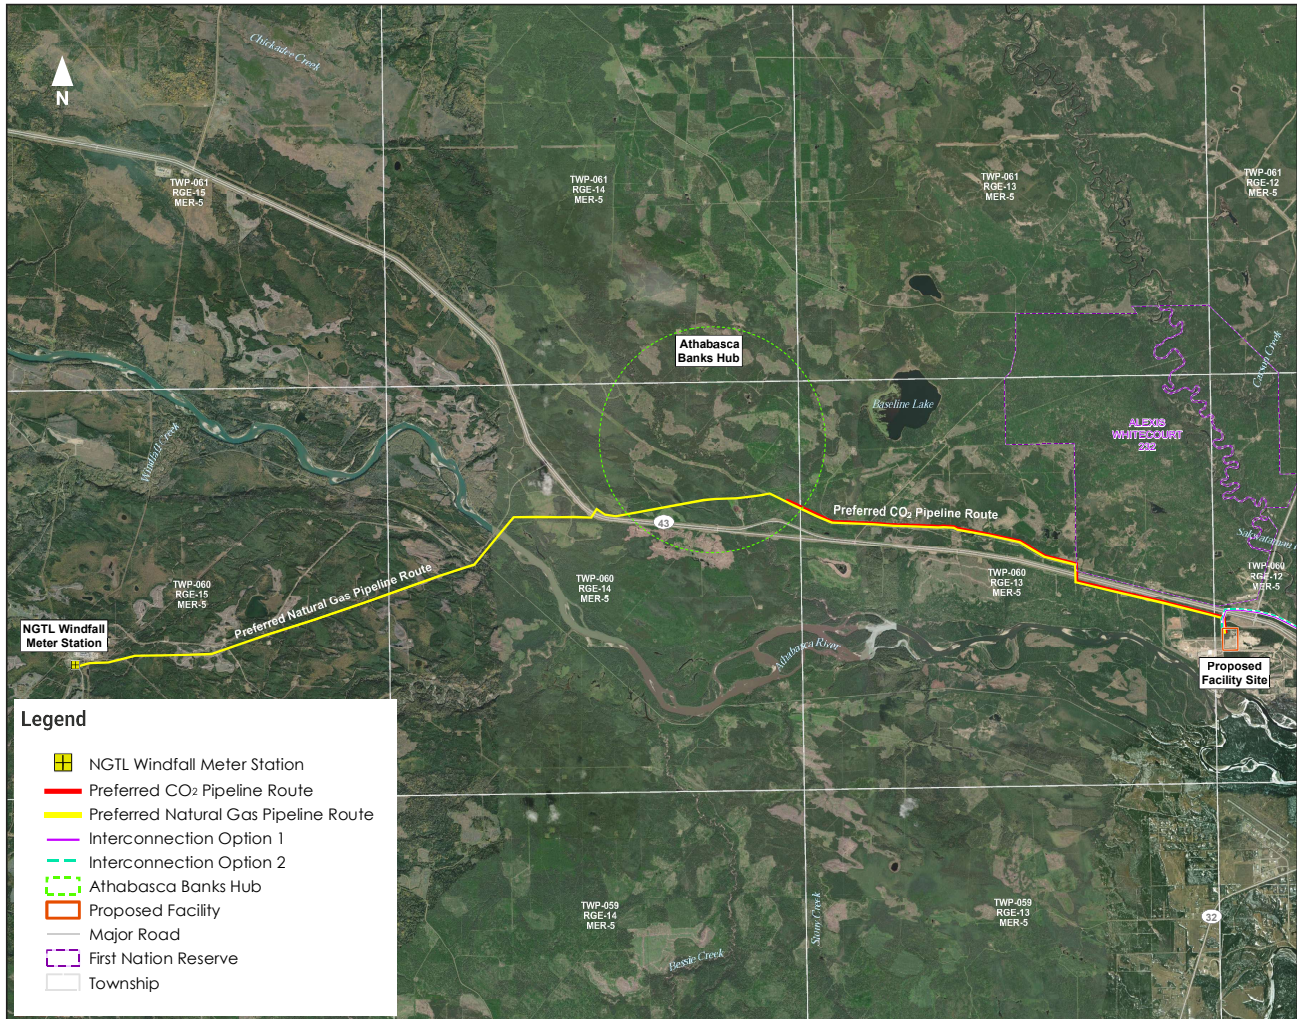 Chickadee Creek
N
TWP-061
RGE-15
MER-5
TWP-061
RGE-14
MER-5
TWP-061
RGE-13
MER-5
TWP-061
RGE-12
MER-5
Athabasca
Banks Hub
Baseline Lake
Carson Creek
ALEXIS
WHITECOURT
232
Windfall Creek
43
Preferred CO₂ Pipeline Route
Sakwatamau
TWP-060
RGE-15
MER-5
Preferred Natural Gas Pipeline Route
TWP-060
RGE-14
MER-5
TWP-060
RGE-13
MER-5
TWP-060
RGE-12
MER-5
NGTL Windfall
Meter Station
Athabasca River
Proposed
Facility Site
Legend
NGTL Windfall Meter Station
Preferred CO2 Pipeline Route
Preferred Natural Gas Pipeline Route
Interconnection Option 1
Interconnection Option 2
Athabasca Banks Hub
Proposed Facility
Major Road
First Nation Reserve
Township
TWP-059
RGE-14
MER-5
Stony Creek
TWP-059
RGE-13
MER-5
32
Bessie Creek